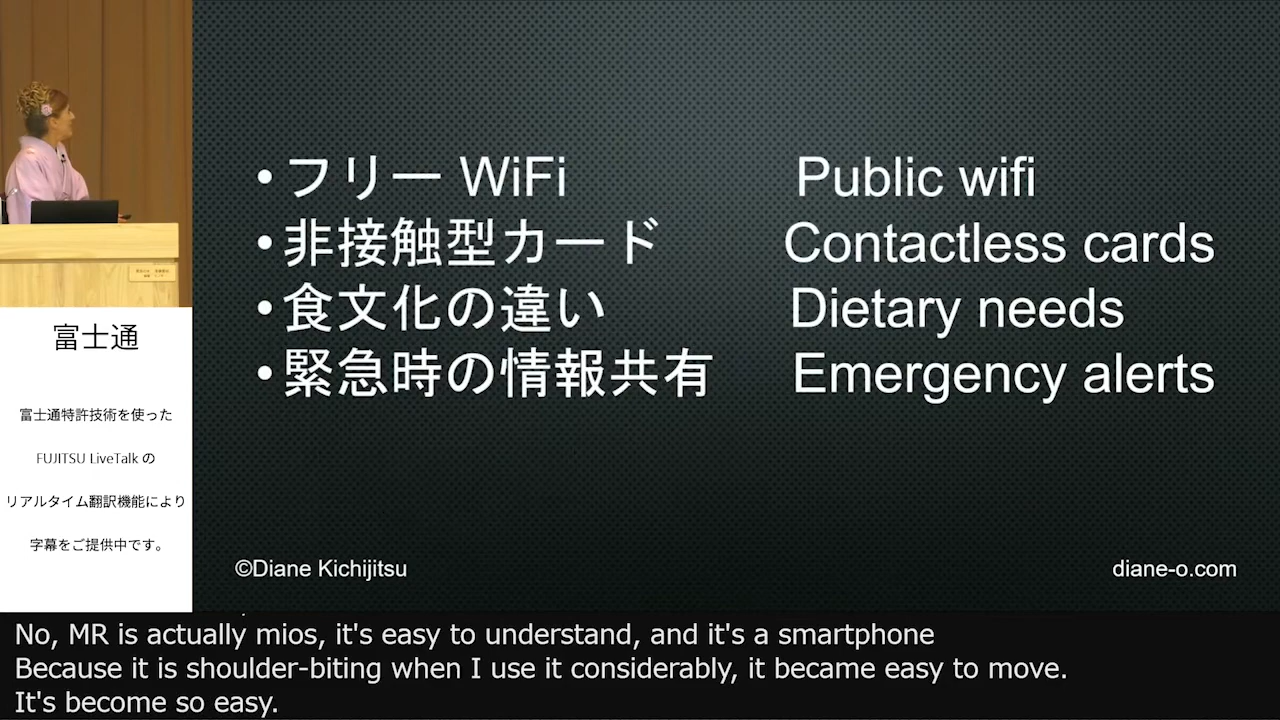 • フリー WiFi Public wifi
• 非接触型カード Contactless cards
• 食文化の違い Dietary needs
• 緊急時の情報共有 Emergency alerts
©Diane Kichijitsu diane-o.com
富士通
富士通特許技術を使った
FUJITSU LiveTalk の
リアルタイム翻訳機能により
字幕をご提供中です。
No, MR is actually mios, it's easy to understand, and it's a smartphone
Because it is shoulder-biting when I use it considerably, it became easy to move.
It's become so easy.